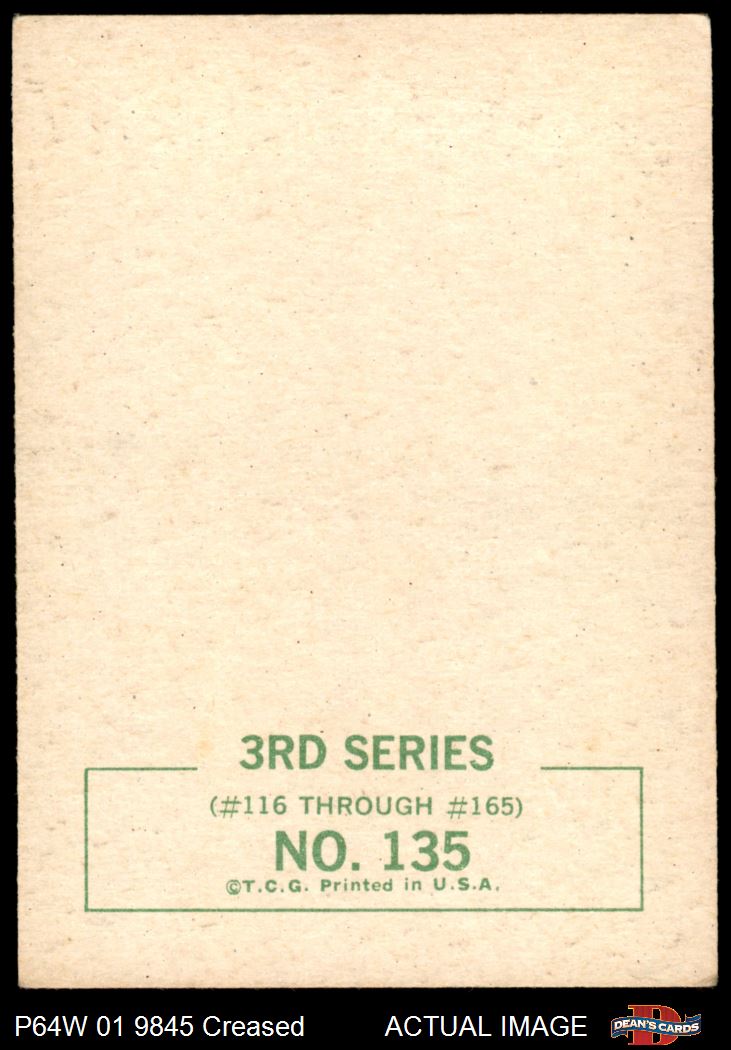 3RD SERIES
(#116 THROUGH #165)
NO. 135
©T.C.G. Printed in U.S.A.
P64W 01 9845 Creased ACTUAL IMAGE DEAN'S CARDS